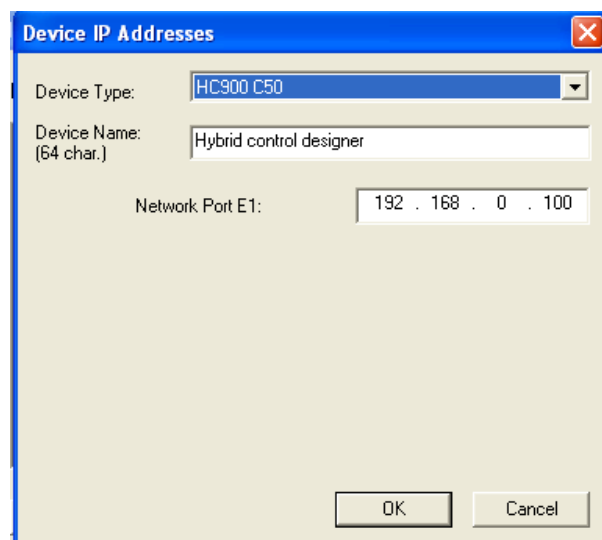 Device IP Addresses
Device Type:
HC900 C50
Device Name:
(64 char.)
Hybrid control designer
Network Port E1:
192 . 168 . 0 . 100
OK
Cancel